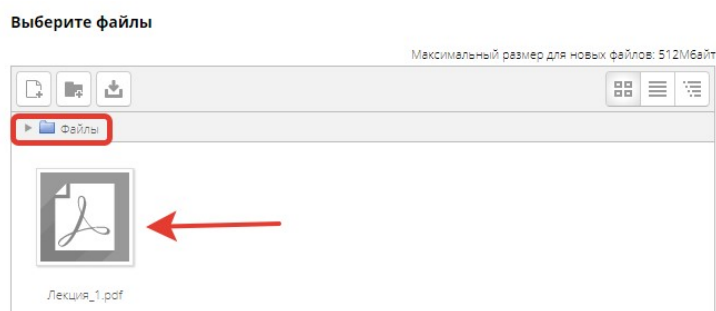 Выберите файлы
Максимальный размер для новых файлов: 512Мбайт
Файлы
Лекция_1.pdf